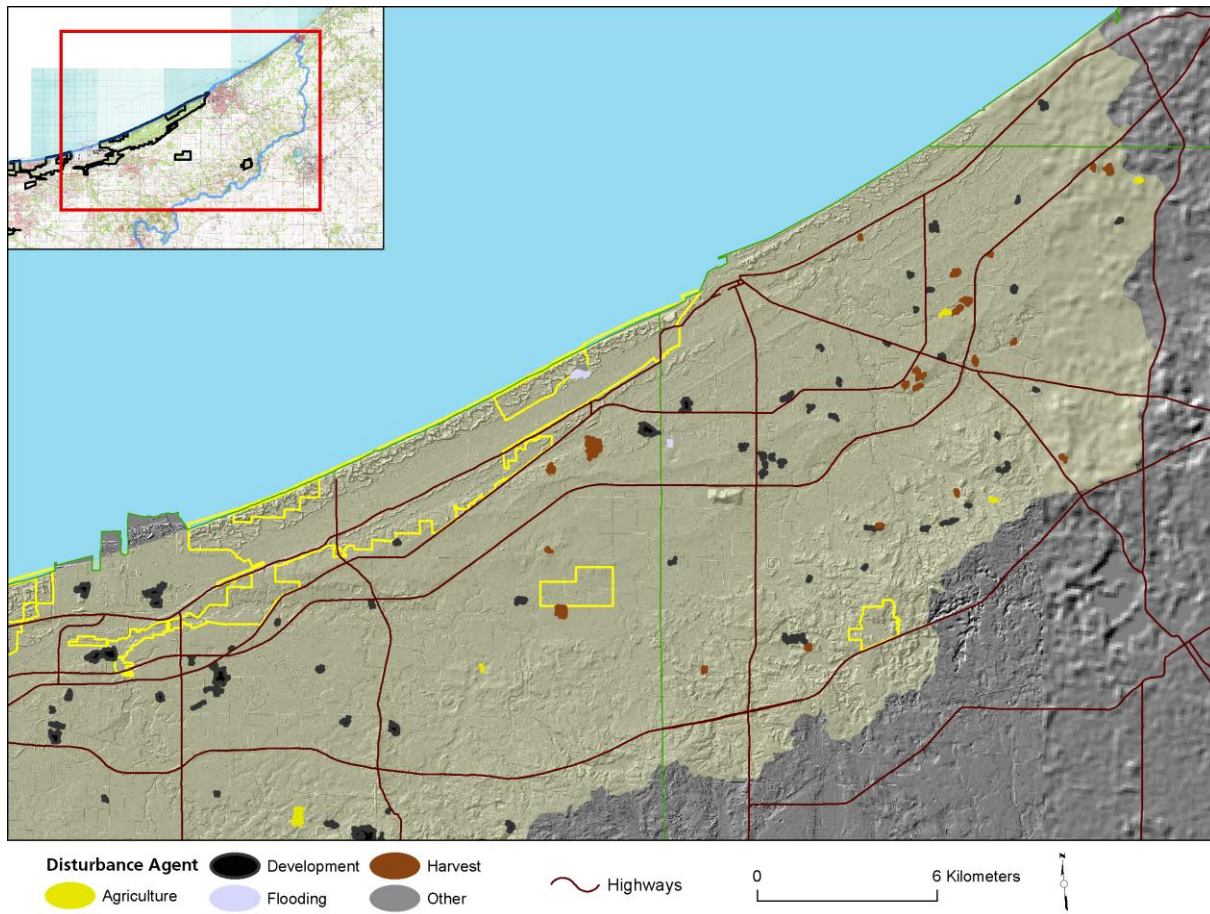 Disturbance Agent
Agriculture
Development
Flooding
Harvest
Other
Highways
0 6 Kilometers
N